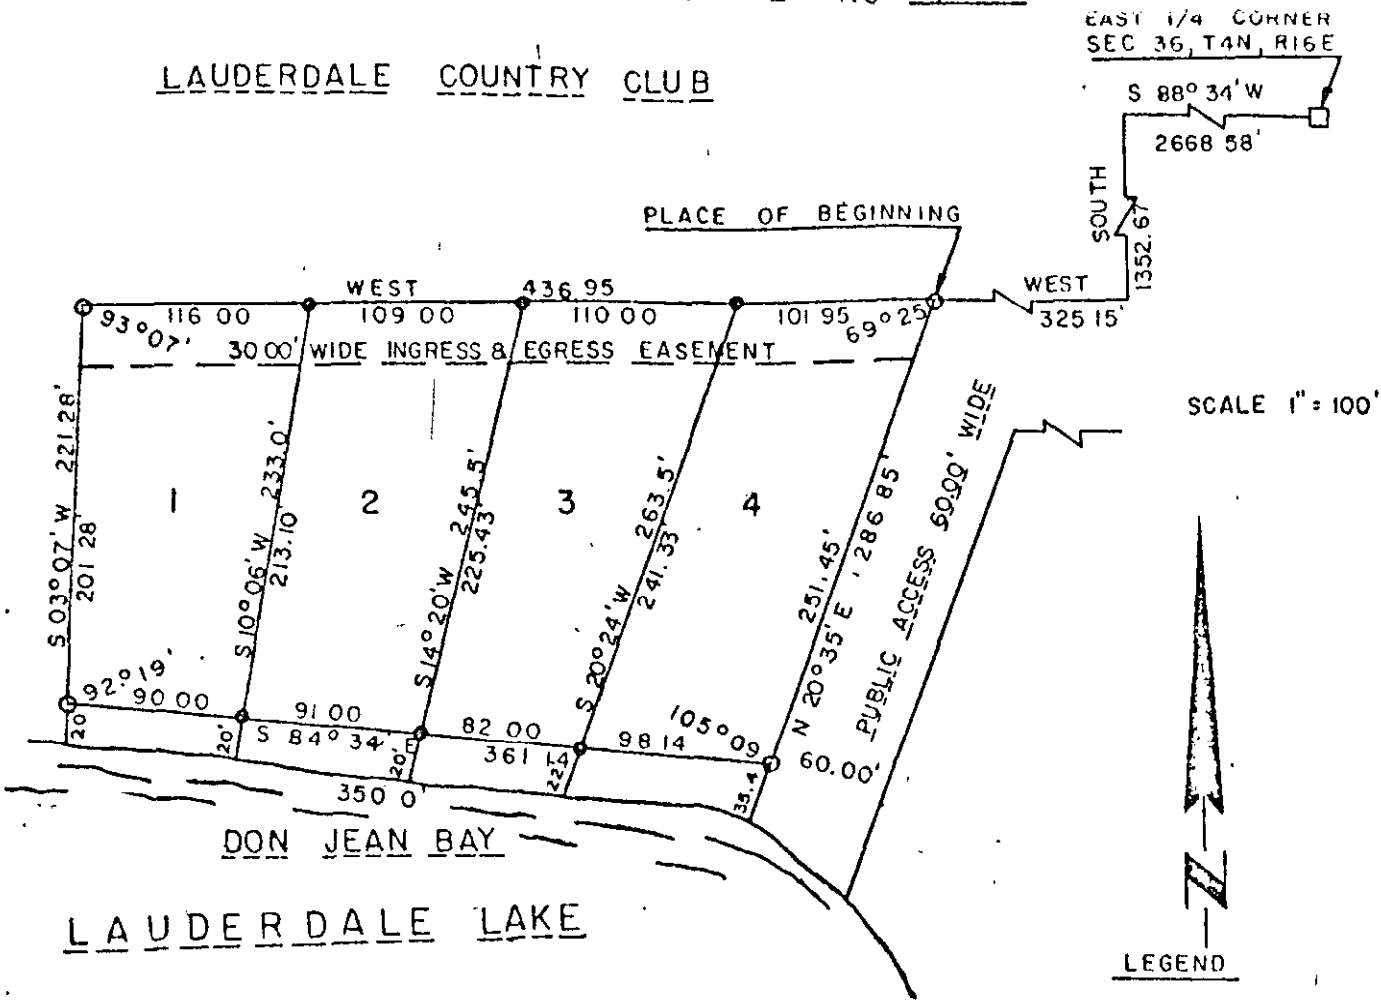 EAST 1/4 CORNER
SEC 36, T4N, R16E
LAUDERDALE COUNTRY CLUB
S 88° 34' W
2668 58'
SOUTH
1352.67
PLACE OF BEGINNING
WEST
325 15'
WEST 436 95
116 00
109 00
110 00
101 95
93°07'
69°25
30 00' WIDE INGRESS & EGRESS EASEMENT
SCALE 1" = 100'
S 03°07' W 221.28'
201 28'
1
S 10°06' W 233.0'
213.10'
2
S 14°20' W 245.5'
225.43'
3
S 20°24' W 263.5'
241.33'
4
251.45'
N 20°35' E 286 85'
PUBLIC ACCESS 60.00' WIDE
92°19'
90 00
91 00
82 00
98 14
105°09
S 84° 34' E
361 14
60.00'
20'
20'
20'
22'
35.4
350 0'
DON JEAN BAY
LAUDERDALE LAKE
N
LEGEND